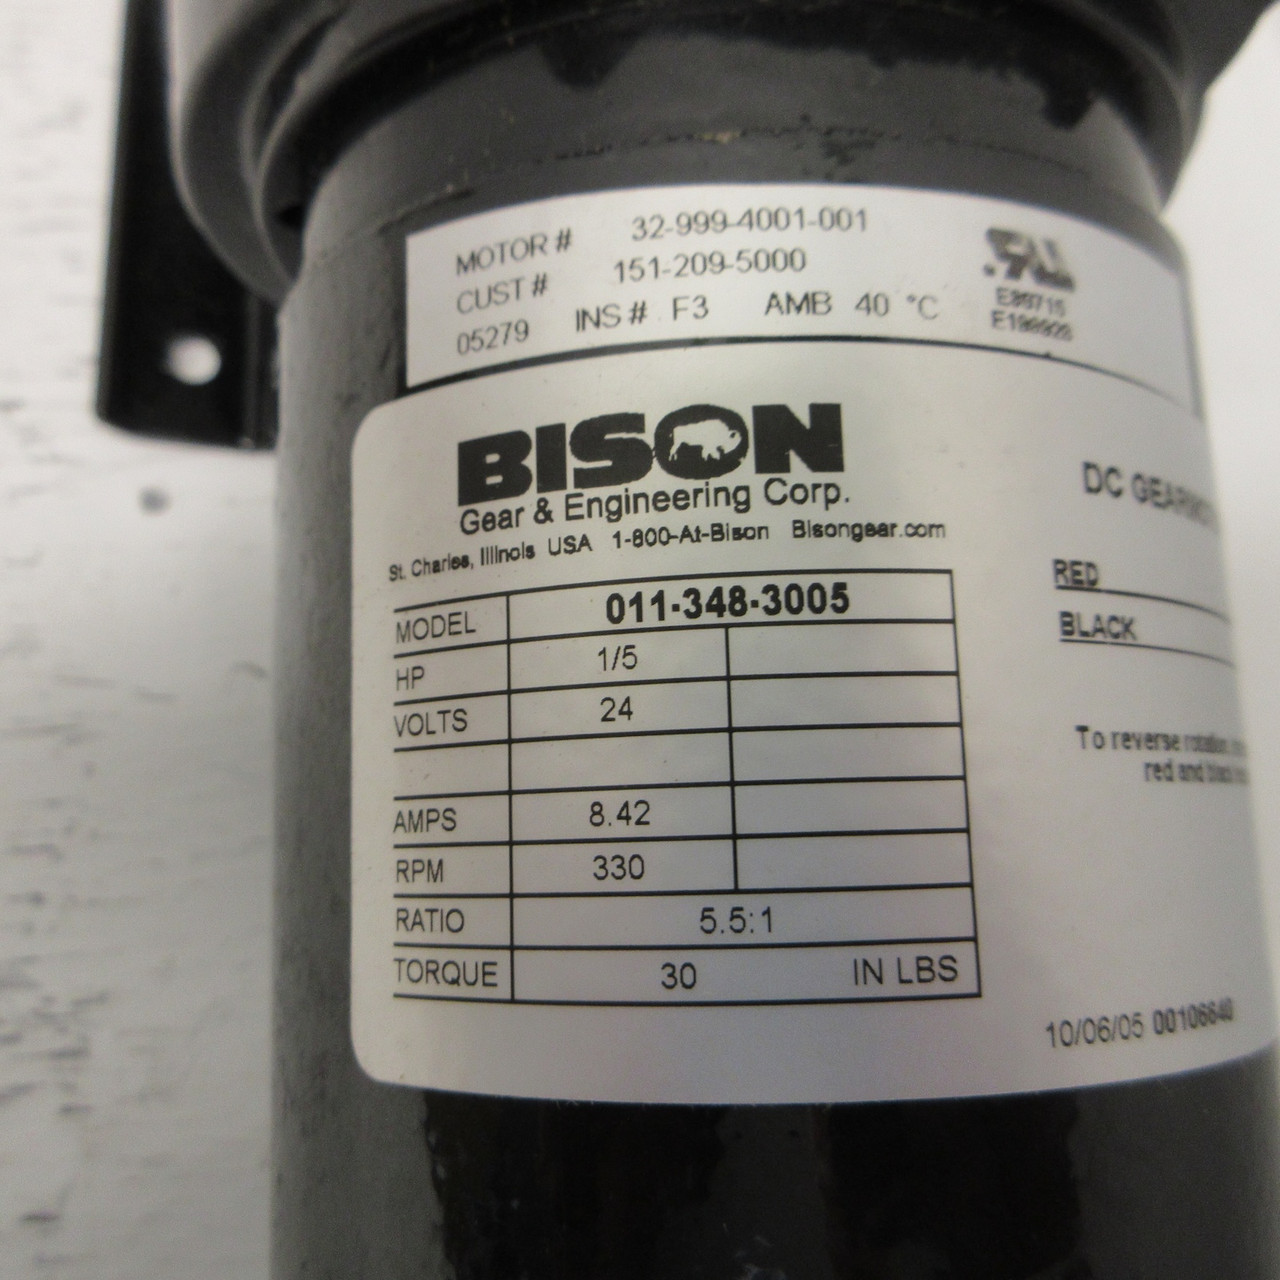 MOTOR # 32-999-4001-001
CUST # 151-209-5000
05279 INS # F3 AMB 40 °C
BISON
Gear & Engineering Corp.
St. Charles, Illinois USA 1-800-At-Bison Bisongear.com
MODEL 011-348-3005
HP 1/5
VOLTS 24
AMPS 8.42
RPM 330
RATIO 5.5:1
TORQUE 30 IN LBS
DC
RED
BLACK
To reverse rotation
red and
10/06/05 00106640